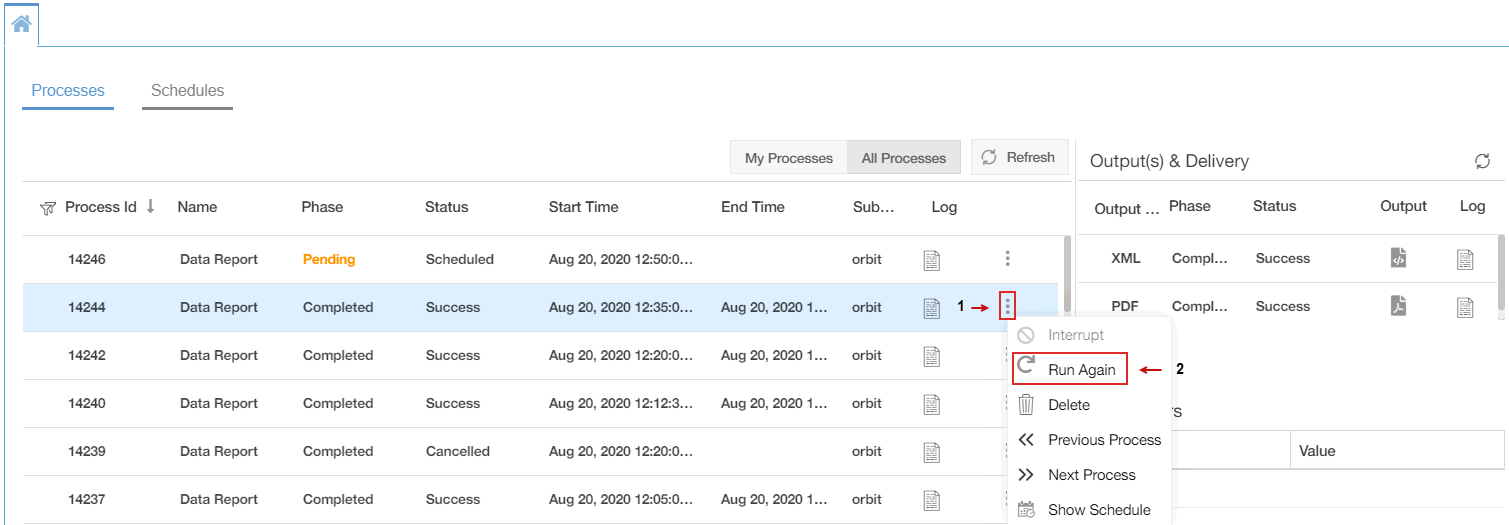 Processes Schedules
My Processes All Processes Refresh
Output(s) & Delivery
Process Id Name Phase Status Start Time End Time Sub... Log
Output ... Phase Status Output Log
14246 Data Report Pending Scheduled Aug 20, 2020 12:50:0... orbit
XML Compl... Success
14244 Data Report Completed Success Aug 20, 2020 12:35:0... Aug 20, 2020 1... orbit 1
PDF Compl... Success
Interrupt
14242 Data Report Completed Success Aug 20, 2020 12:20:0... Aug 20, 2020 1... orbit
Run Again 2
14240 Data Report Completed Success Aug 20, 2020 12:12:3... Aug 20, 2020 1... orbit
Delete
rs
Previous Process
14239 Data Report Completed Cancelled Aug 20, 2020 12:20:0... orbit
Value
Next Process
14237 Data Report Completed Success Aug 20, 2020 12:05:0... Aug 20, 2020 1... orbit
Show Schedule